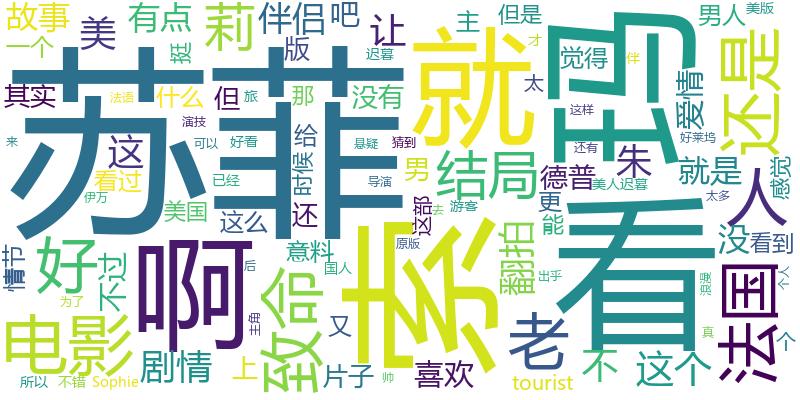 故事
有点
莉
伴侣
吧
让
主
但是
男人
美版
一个
美
挺
版
迟暮
就
玛
觉得
才
伴
还是
其实
法语
什么
但
旅
那
没有
太
爱情
苏菲
演技
这样
好莱坞
来
这
可以
好看
时候
给
悬疑
猜到
还有
看过
男
结局
朱
就是
感觉
伊万
美国
已经
这么
还
导演
这部
德普
更
美人迟暮
人
太多
能
游客
去
看
没
看到
情节
好
不过
啊
后
意料
国人
索
原版
翻拍
出乎
浪漫
法国
个人
为了
电影
致命
主角
又
老
真
个
剧情
上
片子
喜欢
不
这个
所以
不错
Sophie
帅
tourist